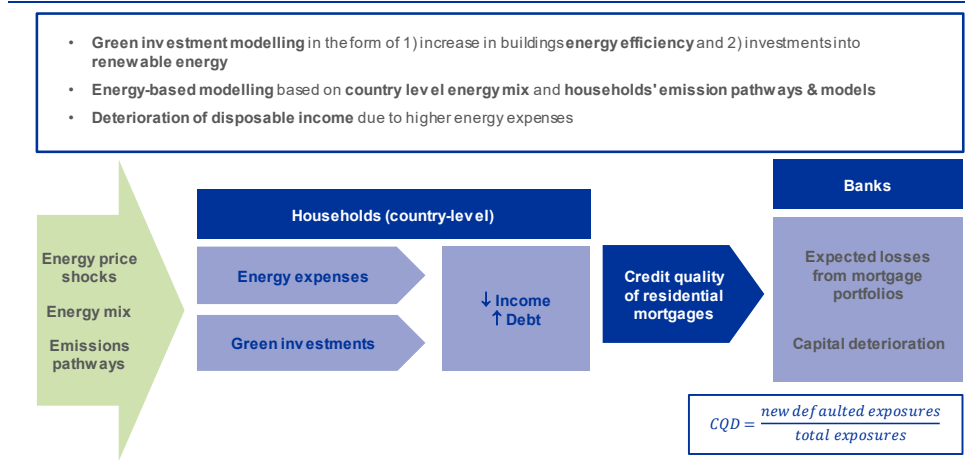 • Green investment modelling in the form of 1) increase in buildings energy efficiency and 2) investments into
renewable energy
• Energy-based modelling based on country level energy mix and households' emission pathways & models
• Deterioration of disposable income due to higher energy expenses
Energy price
shocks
Energy mix
Emissions
pathways
Households (country-level)
Energy expenses
Green investments
↓ Income
↑ Debt
Credit quality
of residential
mortgages
Banks
Expected losses
from mortgage
portfolios
Capital deterioration
CQD = new defaulted exposures / total exposures